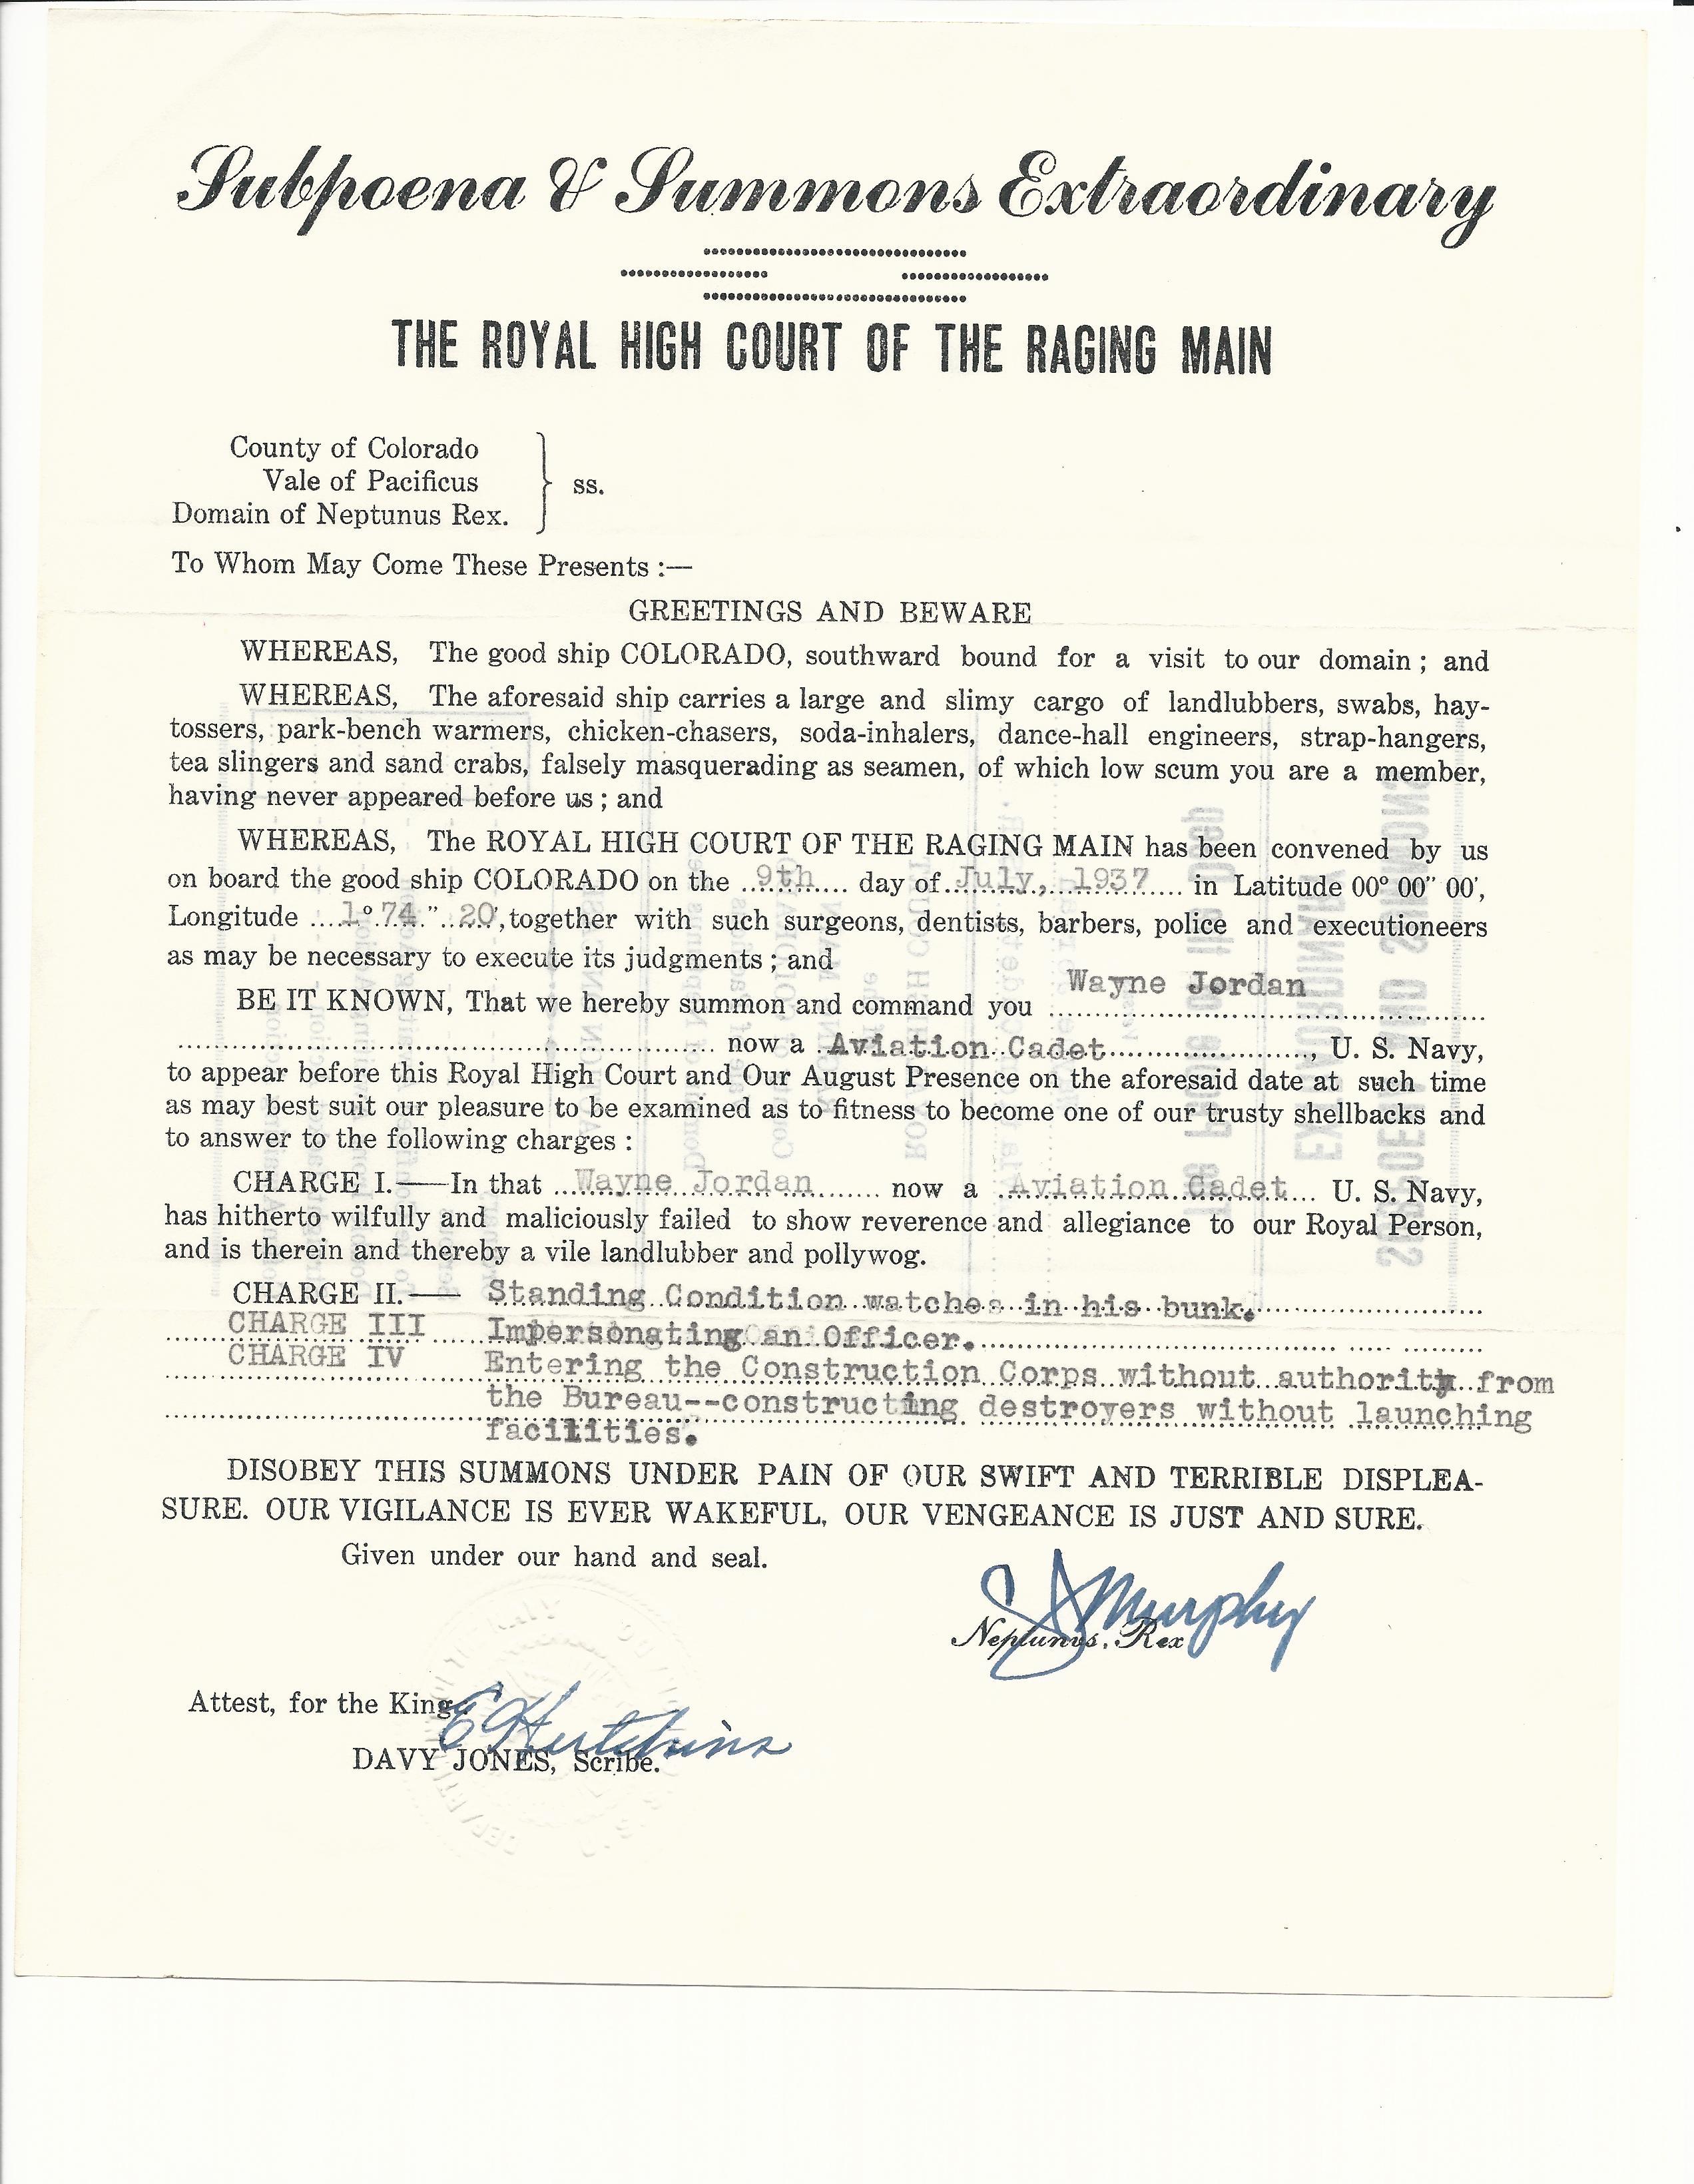 Subpoena & Summons Extraordinary
THE ROYAL HIGH COURT OF THE RAGING MAIN
County of Colorado
Vale of Pacificus
Domain of Neptunus Rex.
} ss.
To Whom May Come These Presents :—
GREETINGS AND BEWARE
WHEREAS, The good ship COLORADO, southward bound for a visit to our domain ; and
WHEREAS, The aforesaid ship carries a large and slimy cargo of landlubbers, swabs, hay-
tossers, park-bench warmers, chicken-chasers, soda-inhalers, dance-hall engineers, strap-hangers,
tea slingers and sand crabs, falsely masquerading as seamen, of which low scum you are a member,
having never appeared before us ; and
WHEREAS, The ROYAL HIGH COURT OF THE RAGING MAIN has been convened by us
on board the good ship COLORADO on the 9th day of July, 1937 in Latitude 00° 00” 00’,
Longitude 1° 74 ” 20’, together with such surgeons, dentists, barbers, police and executioneers
as may be necessary to execute its judgments ; and
BE IT KNOWN, That we hereby summon and command you Wayne Jordan
now a Aviation Cadet, U. S. Navy,
to appear before this Royal High Court and Our August Presence on the aforesaid date at such time
as may best suit our pleasure to be examined as to fitness to become one of our trusty shellbacks and
to answer to the following charges :
CHARGE I.—In that Wayne Jordan now a Aviation Cadet U. S. Navy,
has hitherto wilfully and maliciously failed to show reverence and allegiance to our Royal Person,
and is therein and thereby a vile landlubber and pollywog.
CHARGE II.— Standing Condition watches in his bunk.
CHARGE III Impersonating an Officer.
CHARGE IV Entering the Construction Corps without authority from
the Bureau--constructing destroyers without launching
facilities.
DISOBEY THIS SUMMONS UNDER PAIN OF OUR SWIFT AND TERRIBLE DISPLEA-
SURE. OUR VIGILANCE IS EVER WAKEFUL, OUR VENGEANCE IS JUST AND SURE.
Given under our hand and seal.
Murphy
Neptunus, Rex
Attest, for the King:
E Hutchins
DAVY JONES, Scribe.